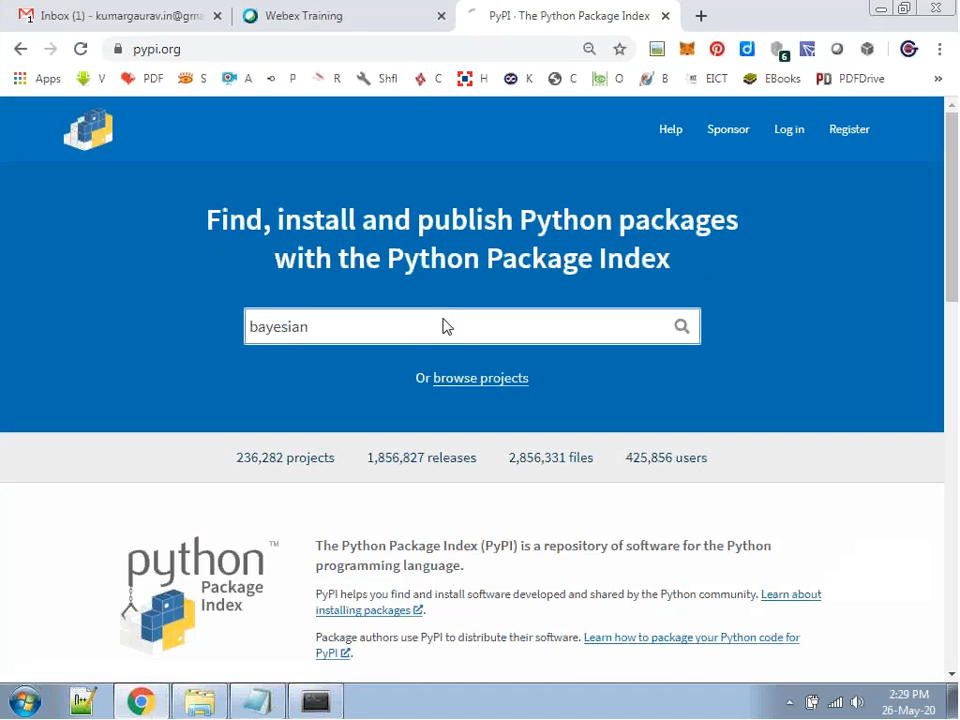 Inbox (1) - kumargaurav.in@gma
Webex Training
PyPI · The Python Package Index
pypi.org
6
Apps
V
PDF
S
A
P
R
Shfl
C
H
K
C
O
B
EICT
EBooks
PDFDrive
»
Help
Sponsor
Log in
Register
Find, install and publish Python packages
with the Python Package Index
bayesian
Or browse projects
236,282 projects
1,856,827 releases
2,856,331 files
425,856 users
python™
Package
Index
The Python Package Index (PyPI) is a repository of software for the Python
programming language.
PyPI helps you find and install software developed and shared by the Python community. Learn about
installing packages.
Package authors use PyPI to distribute their software. Learn how to package your Python code for
PyPI.
2:29 PM
26-May-20